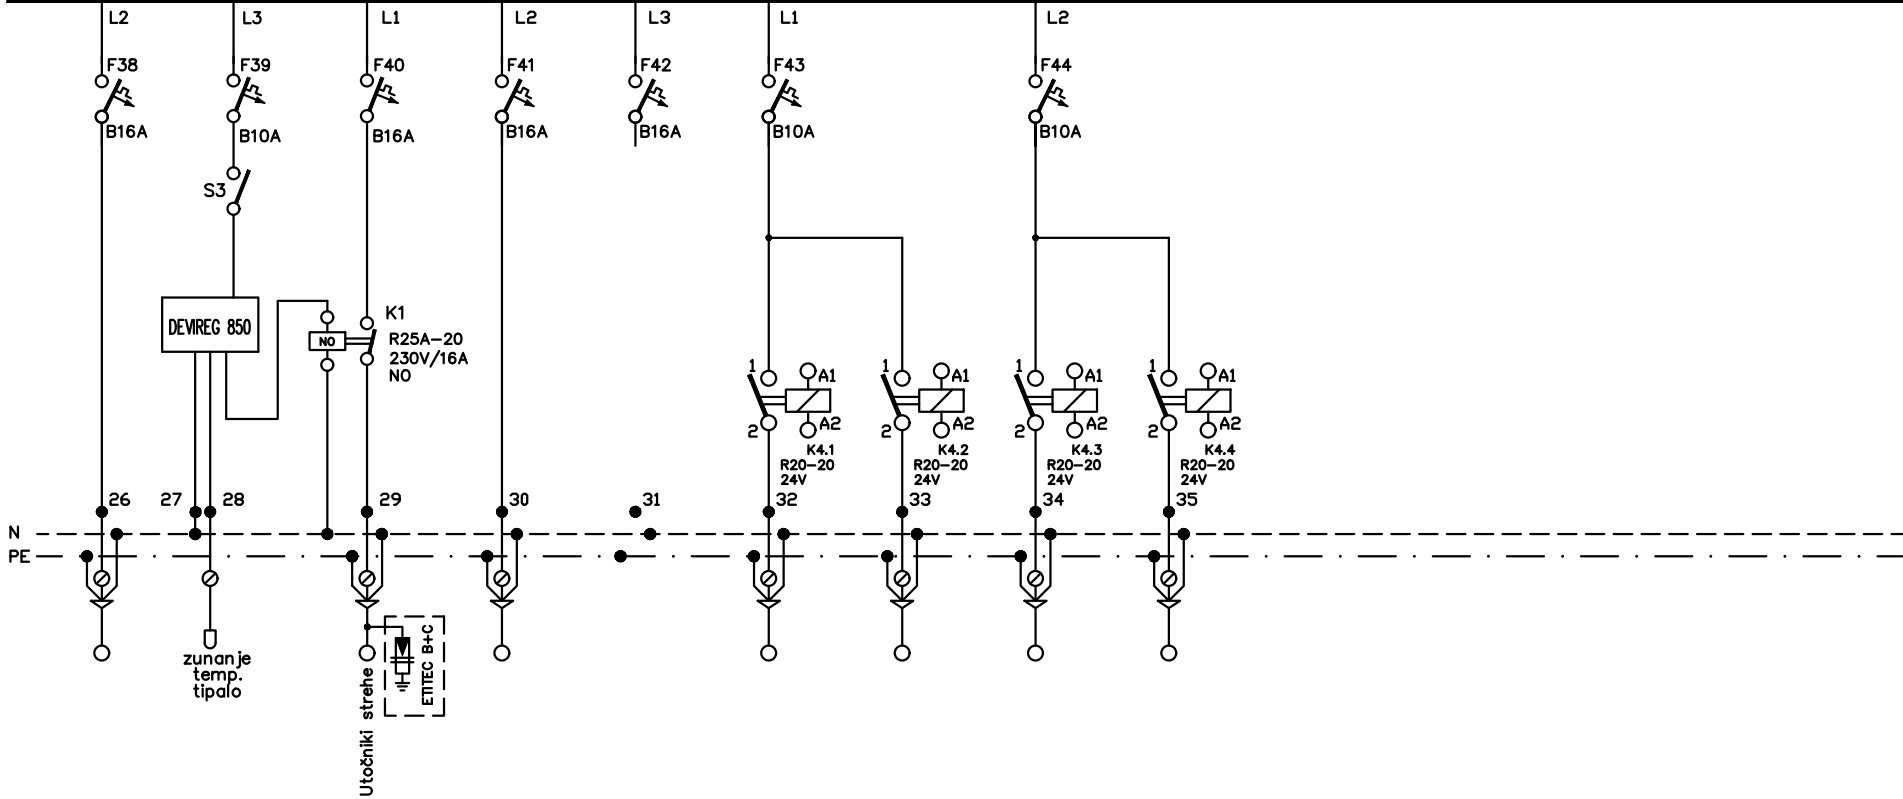 L2
L3
L1
L2
L3
L1
L2
F38
F39
F40
F41
F42
F43
F44
B16A
B10A
B16A
B16A
B16A
B10A
B10A
S3
DEVIREG 850
NO
K1
R25A-20
230V/16A
NO
1
A1
2
A2
K4.1
R20-20
24V
1
A1
2
A2
K4.2
R20-20
24V
1
A1
2
A2
K4.3
R20-20
24V
1
A1
2
A2
K4.4
R20-20
24V
26
27
28
29
30
31
32
33
34
35
N
PE
zunanje
temp.
tipalo
Utočniki strehe
ETITEC B+C